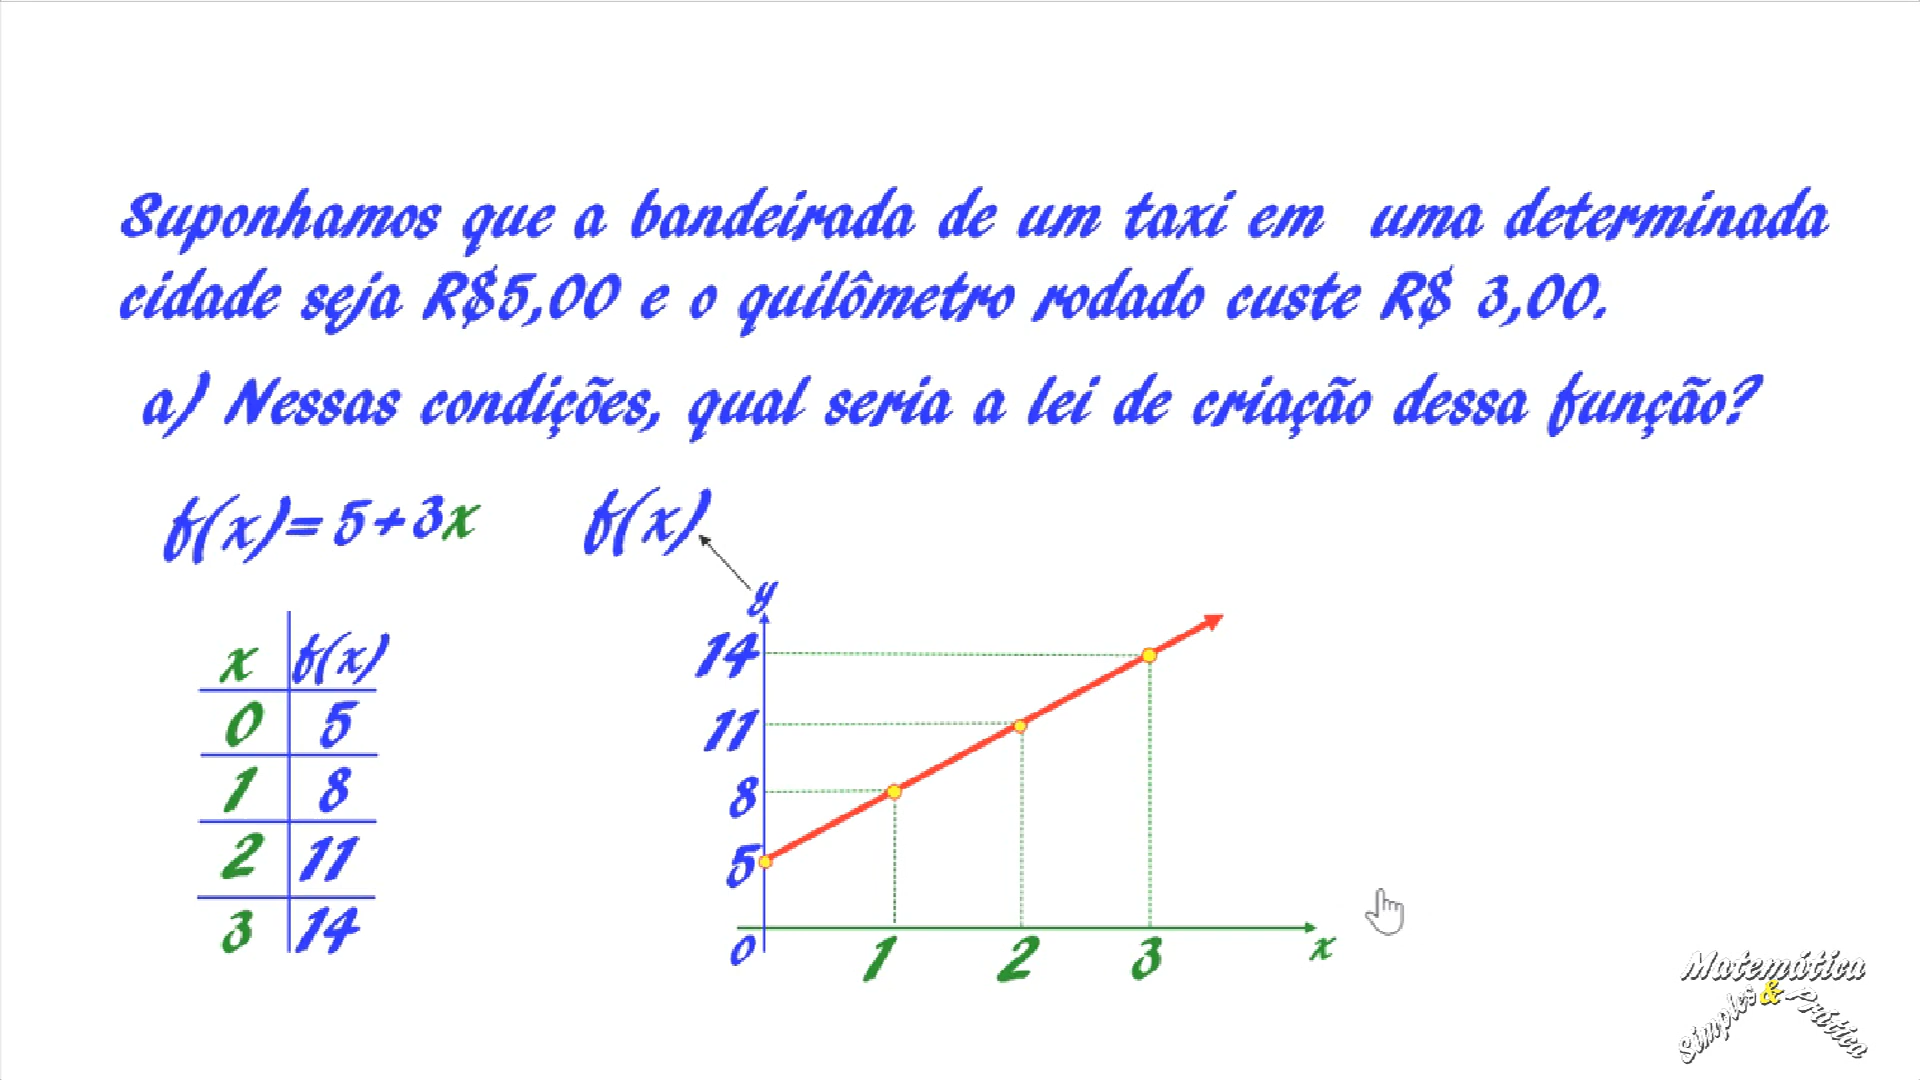 Suponhamos que a bandeirada de um taxi em uma determinada
cidade seja R$5,00 e o quilômetro rodado custe R$ 3,00.
a) Nessas condições, qual seria a lei de criação dessa função?
f(x)= 5+3x
f(x)
x f(x)
0 5
1 8
2 11
3 14
y
14
11
8
5
0 1 2 3 x
Matemática
Simples & Prática